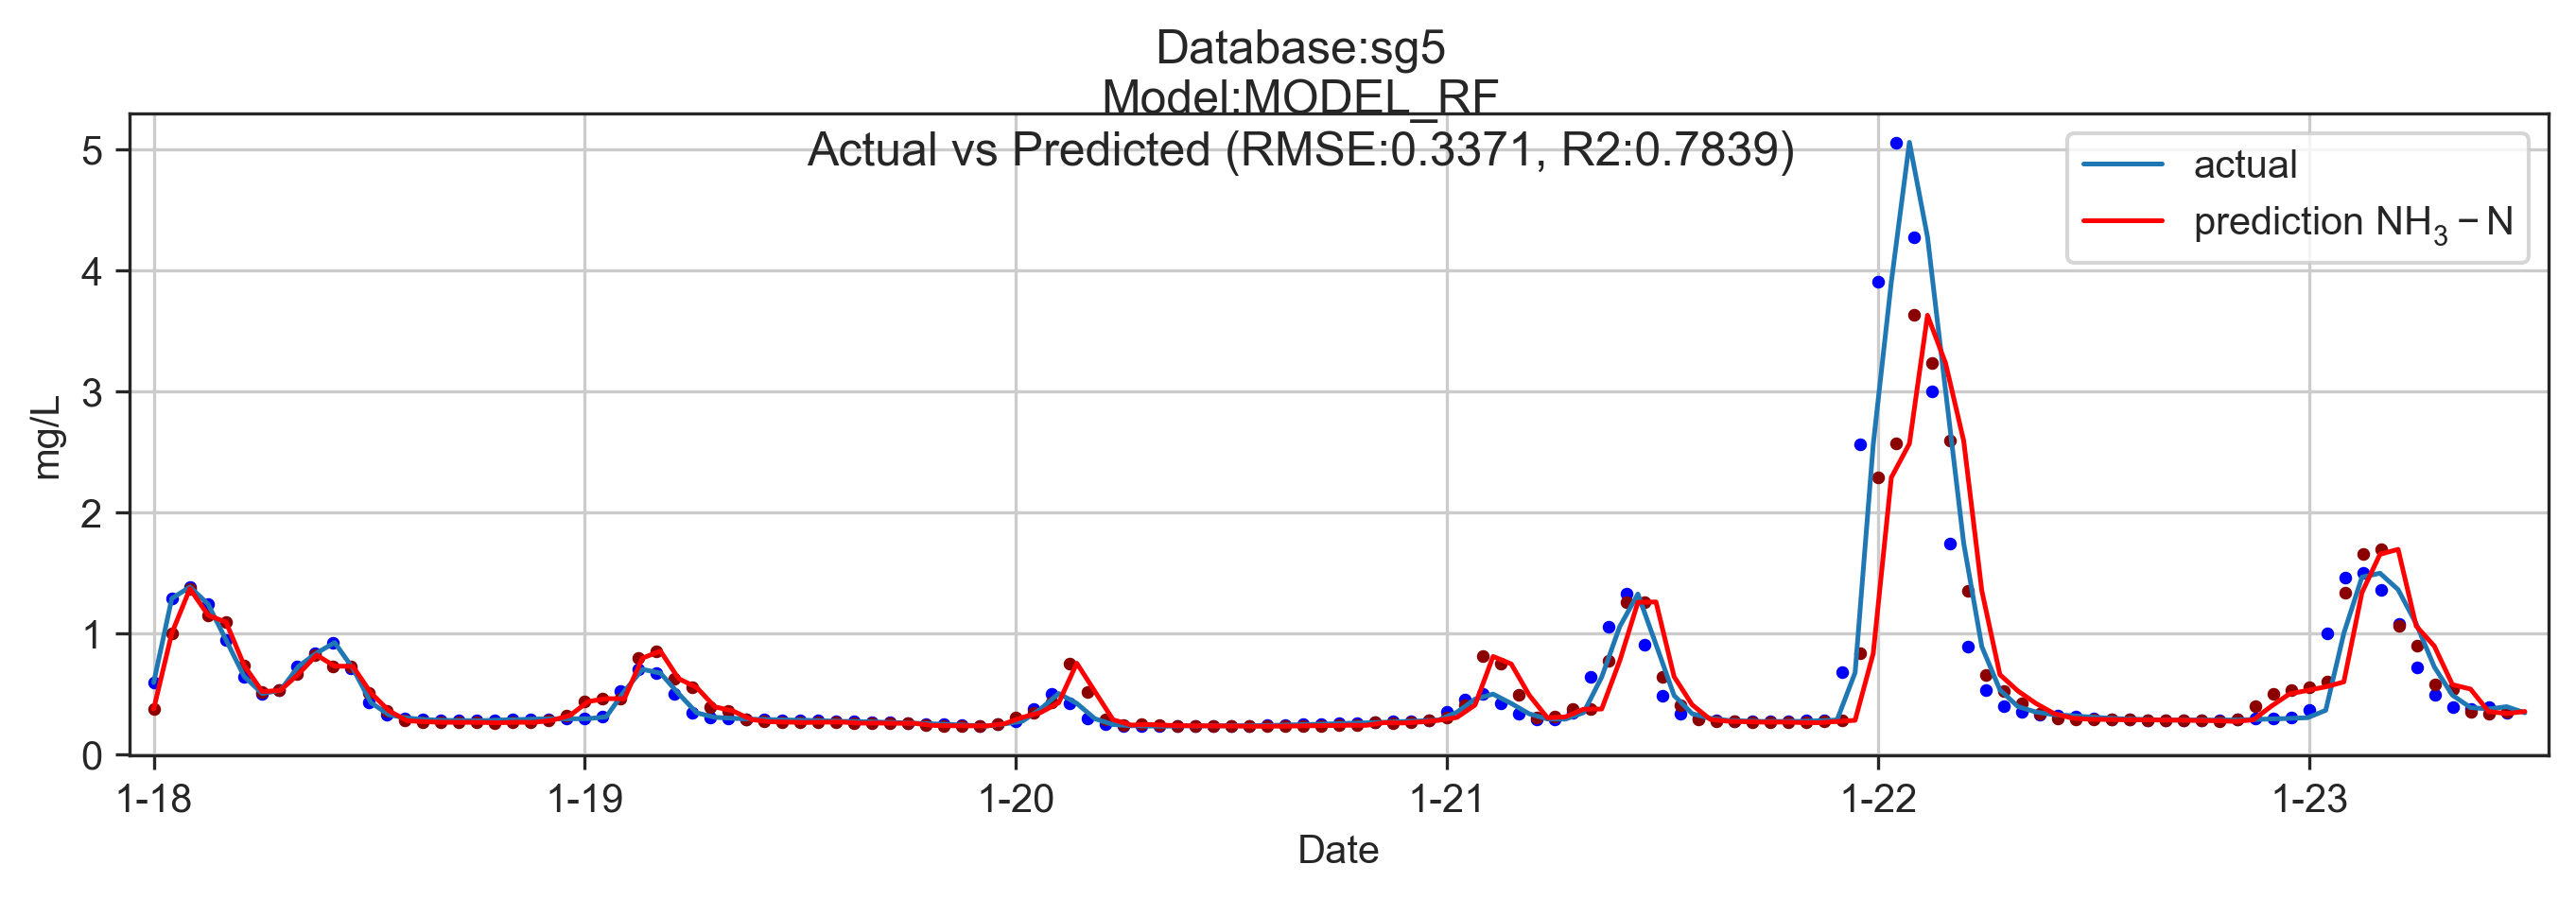 Database:sg5
Model:MODEL_RF
Actual vs Predicted (RMSE:0.3371, R2:0.7839)
actual
prediction NH₃ − N
5
4
3
2
1
0
mg/L
1-18 1-19 1-20 1-21 1-22 1-23
Date